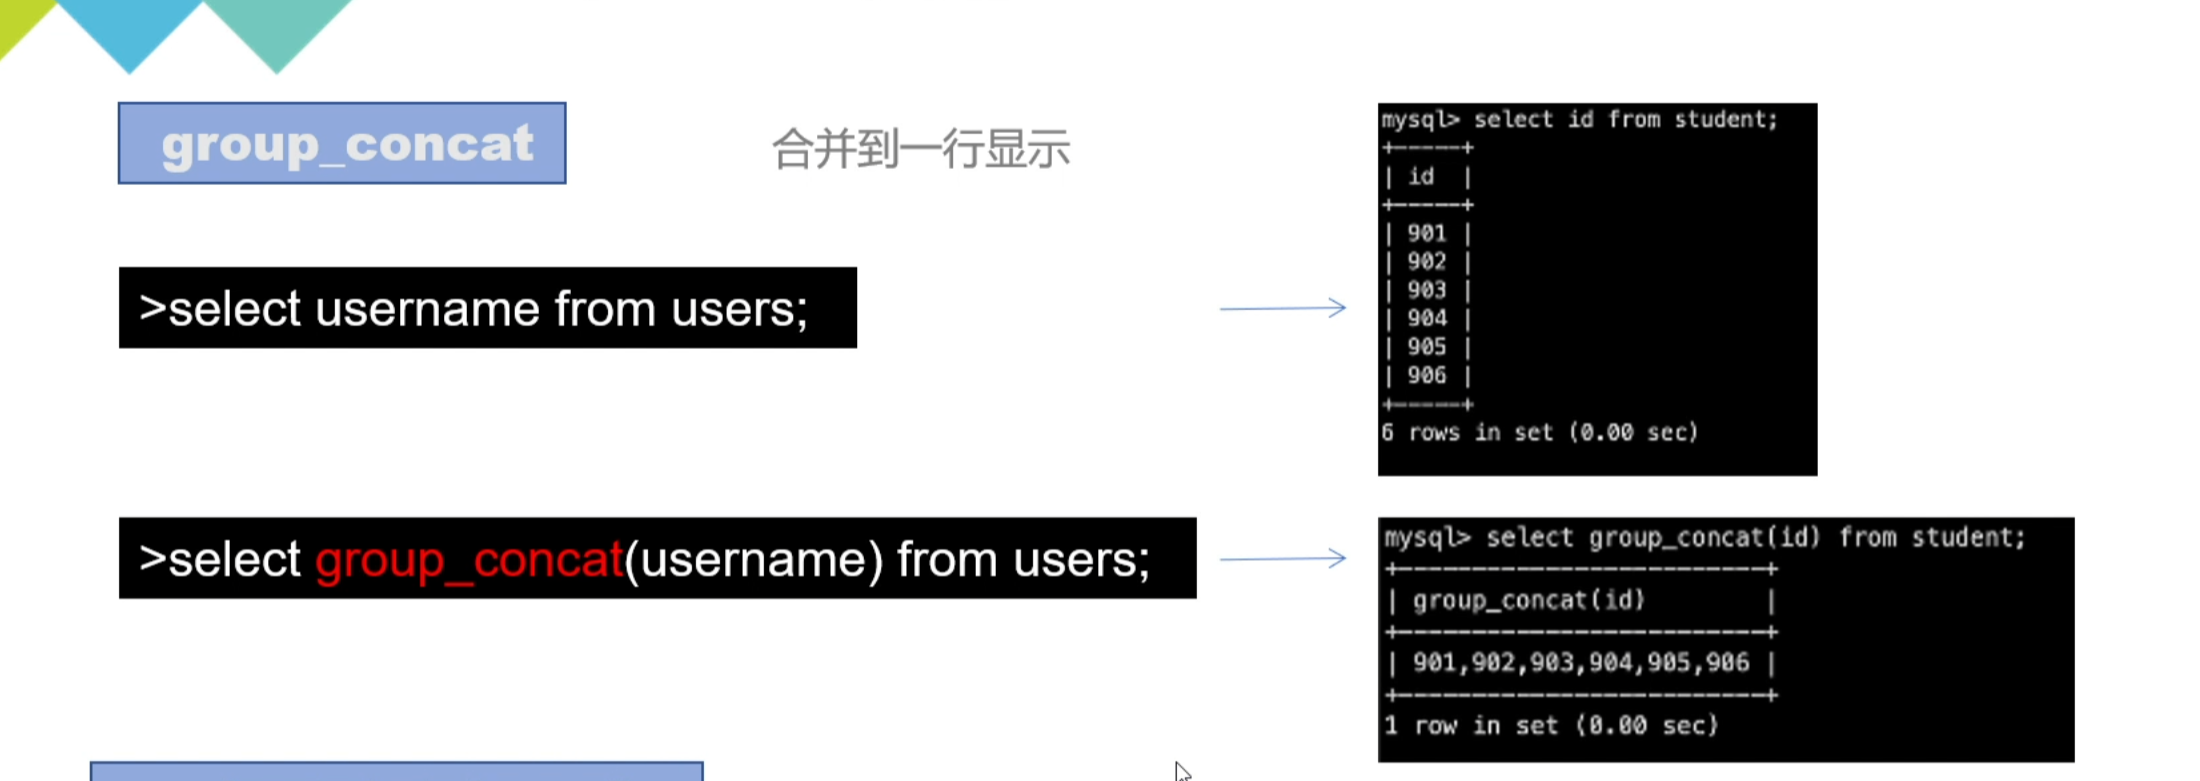 group_concat
合并到一行显示
>select username from users;
mysql> select id from student;
+-----+
| id  |
+-----+
| 901 |
| 902 |
| 903 |
| 904 |
| 905 |
| 906 |
+-----+
6 rows in set (0.00 sec)
>select group_concat(username) from users;
mysql> select group_concat(id) from student;
+-------------------------+
| group_concat(id)        |
+-------------------------+
| 901,902,903,904,905,906 |
+-------------------------+
1 row in set (0.00 sec)